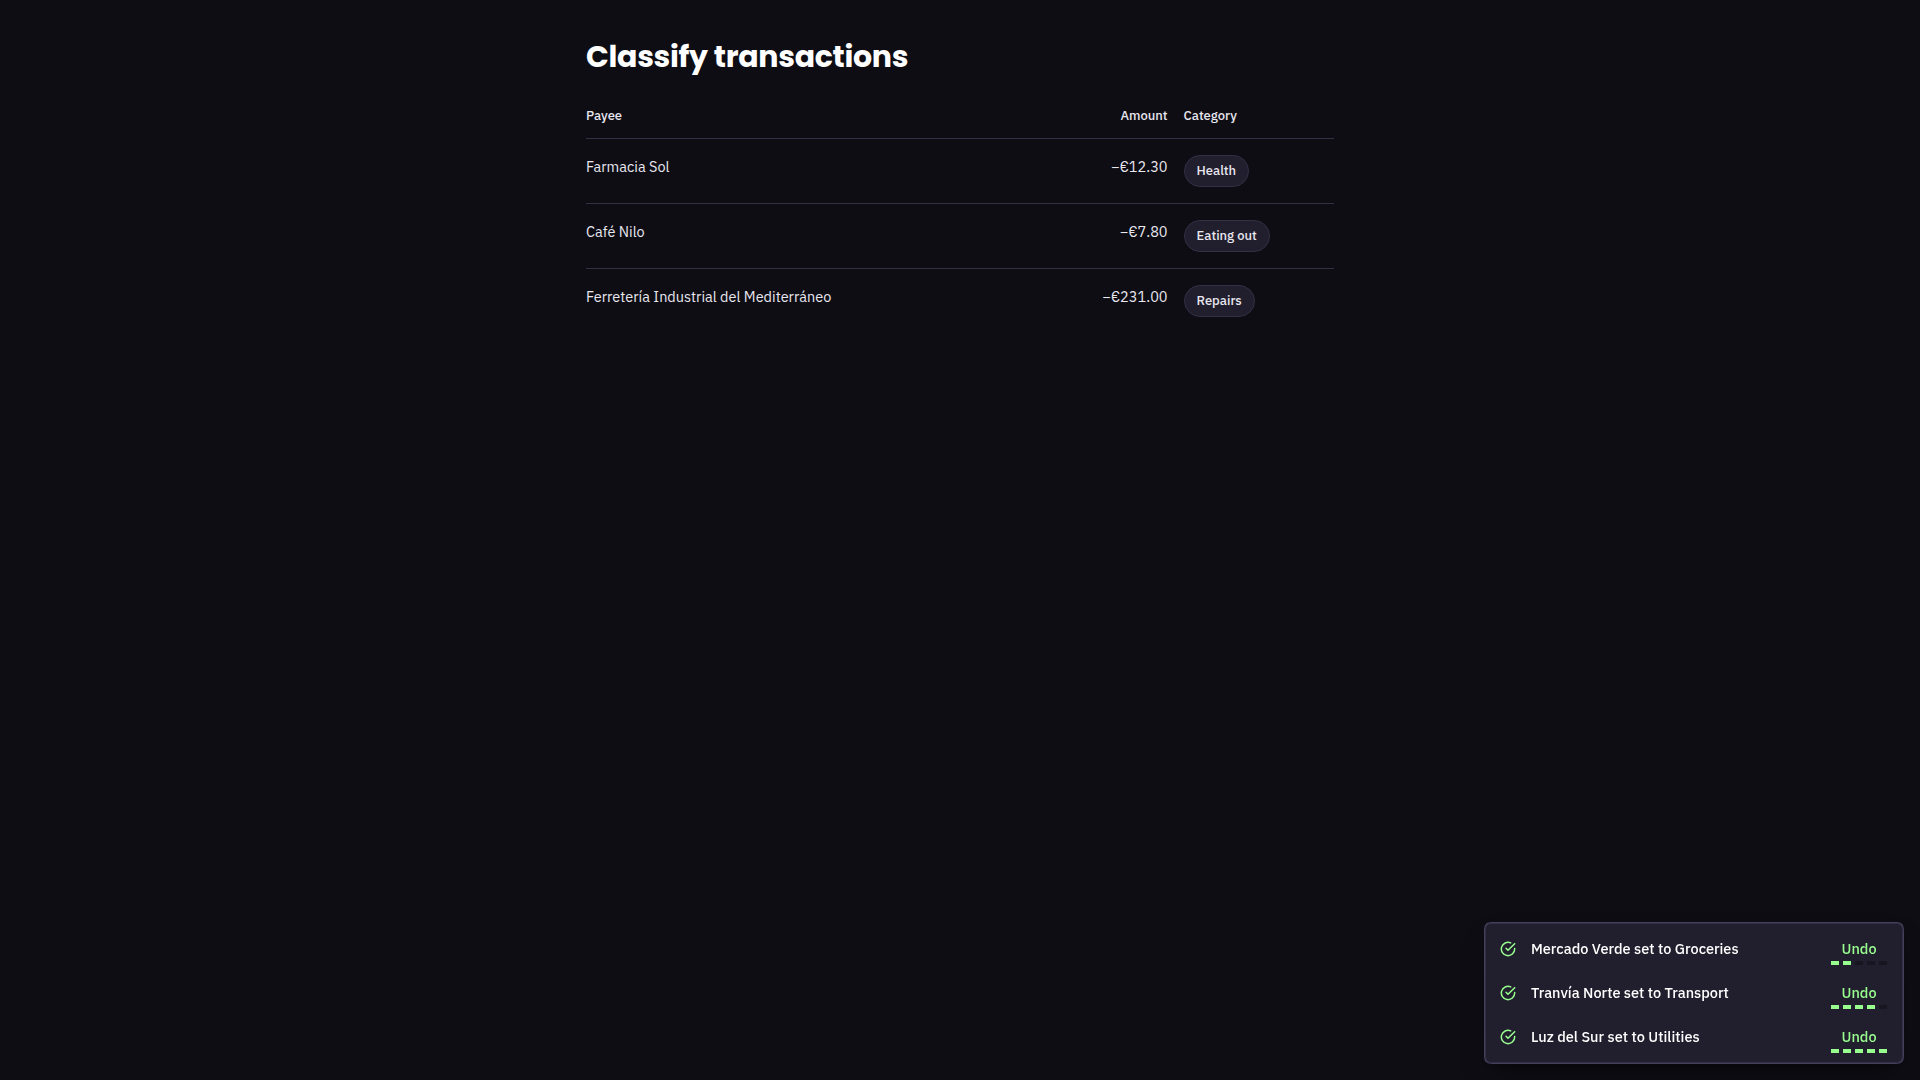 Classify transactions
Payee Amount Category
Farmacia Sol −€12.30 Health
Café Nilo −€7.80 Eating out
Ferretería Industrial del Mediterráneo −€231.00 Repairs
Mercado Verde set to Groceries Undo
Tranvía Norte set to Transport Undo
Luz del Sur set to Utilities Undo